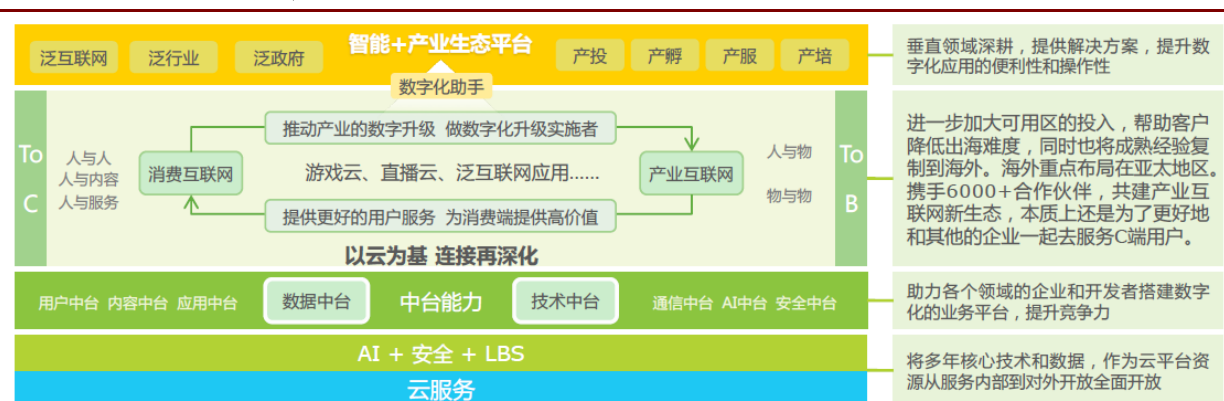 智能+产业生态平台
泛互联网 泛行业 泛政府
产投 产孵 产服 产培
数字化助手
垂直领域深耕，提供解决方案，提升数
字化应用的便利性和操作性
To
C
人与人
人与内容
人与服务
消费互联网
推动产业的数字升级 做数字化升级实施者
游戏云、直播云、泛互联网应用……
提供更好的用户服务 为消费端提供高价值
产业互联网
人与物
物与物
To
B
以云为基 连接再深化
进一步加大可用区的投入，帮助客户
降低出海难度，同时也将成熟经验复
制到海外。海外重点布局在亚太地区。
携手6000+合作伙伴，共建产业互
联网新生态，本质上还是为了更好地
和其他的企业一起去服务C端用户。
用户中台 内容中台 应用中台 数据中台 中台能力 技术中台 通信中台 AI中台 安全中台
助力各个领域的企业和开发者搭建数字
化的业务平台，提升竞争力
AI + 安全 + LBS
云服务
将多年核心技术和数据，作为云平台资
源从服务内部到对外开放全面开放